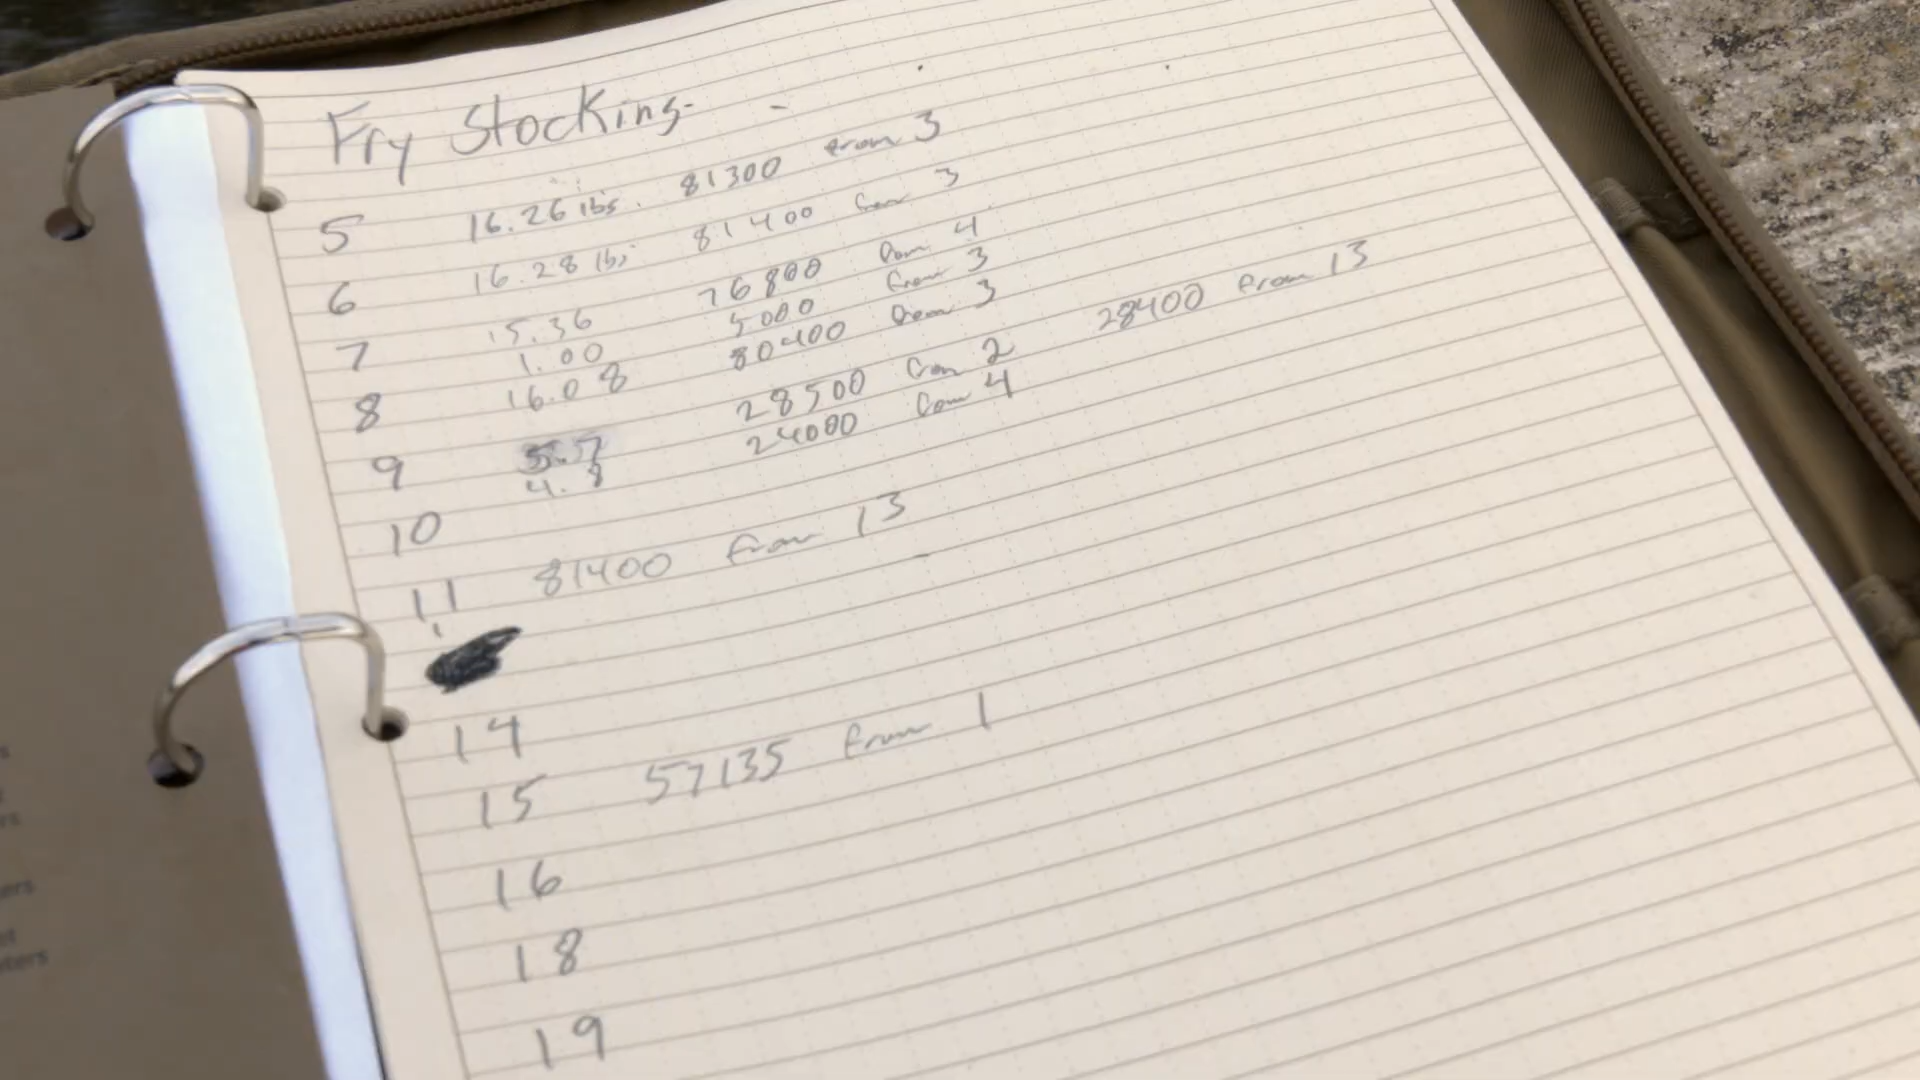 Fry Stocking
5 16.26 lbs. 81300 from 3
6 16.28 lbs 81400 from 3
7 15.36 76800 from 4
1.00 5000 from 3
8 16.08 80400 from 3
9 28500 from 2 28400 from 13
4.8 24000 from 4
10
11 81400 from 13
14
15 57135 from 1
16
18
19